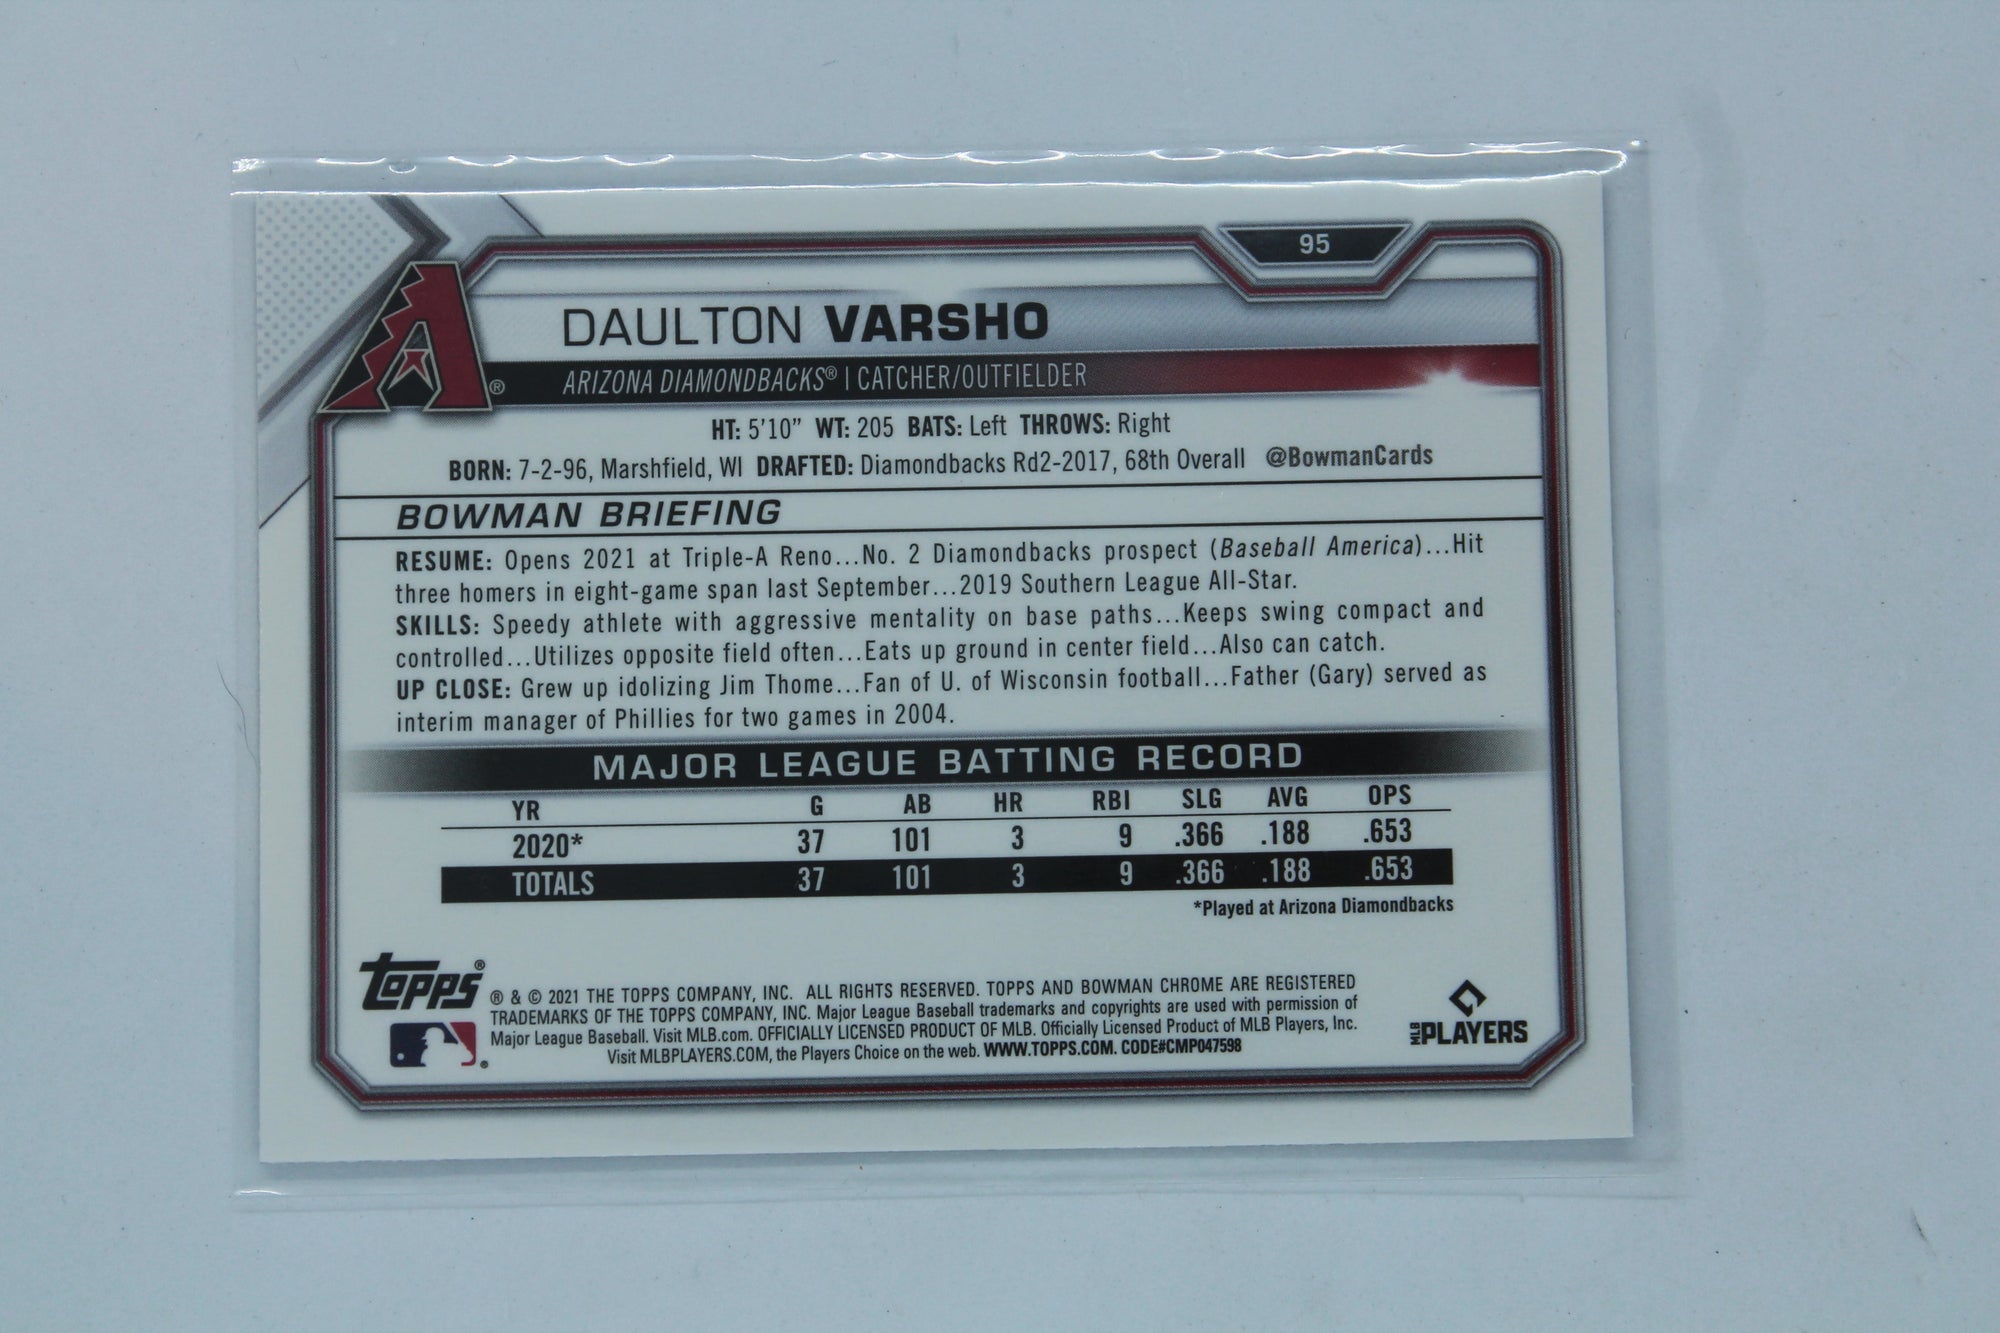 95
DAULTON VARSHO
ARIZONA DIAMONDBACKS® | CATCHER/OUTFIELDER
®
HT: 5'10” WT: 205 BATS: Left THROWS: Right
BORN: 7-2-96, Marshfield, WI DRAFTED: Diamondbacks Rd2-2017, 68th Overall @BowmanCards
BOWMAN BRIEFING
RESUME: Opens 2021 at Triple-A Reno...No. 2 Diamondbacks prospect (Baseball America)...Hit
three homers in eight-game span last September...2019 Southern League All-Star.
SKILLS: Speedy athlete with aggressive mentality on base paths...Keeps swing compact and
controlled...Utilizes opposite field often...Eats up ground in center field...Also can catch.
UP CLOSE: Grew up idolizing Jim Thome...Fan of U. of Wisconsin football...Father (Gary) served as
interim manager of Phillies for two games in 2004.
MAJOR LEAGUE BATTING RECORD
YR G AB HR RBI SLG AVG OPS
2020* 37 101 3 9 .366 .188 .653
TOTALS 37 101 3 9 .366 .188 .653
*Played at Arizona Diamondbacks
topps®
® & © 2021 THE TOPPS COMPANY, INC. ALL RIGHTS RESERVED. TOPPS AND BOWMAN CHROME ARE REGISTERED
TRADEMARKS OF THE TOPPS COMPANY, INC. Major League Baseball trademarks and copyrights are used with permission of
Major League Baseball. Visit MLB.com. OFFICIALLY LICENSED PRODUCT OF MLB. Officially Licensed Product of MLB Players, Inc.
Visit MLBPLAYERS.COM, the Players Choice on the web. WWW.TOPPS.COM. CODE#CMP047598
®
MLB PLAYERS